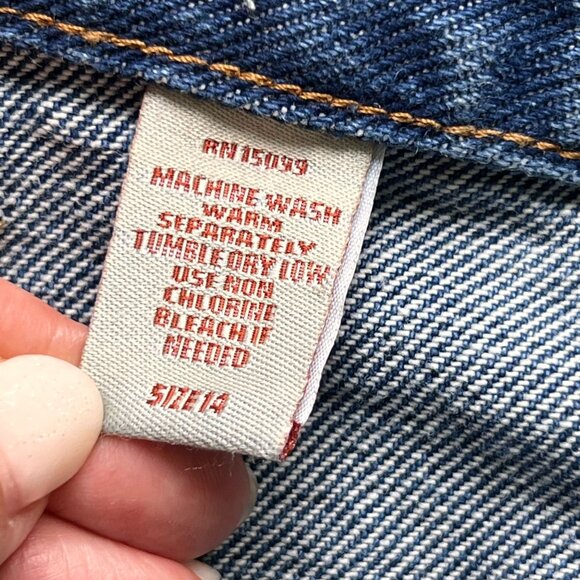 RN 15099
MACHINE WASH
WARM
SEPARATELY
TUMBLE DRY LOW
USE NON
CHLORINE
BLEACH IF
NEEDED
SIZE 14